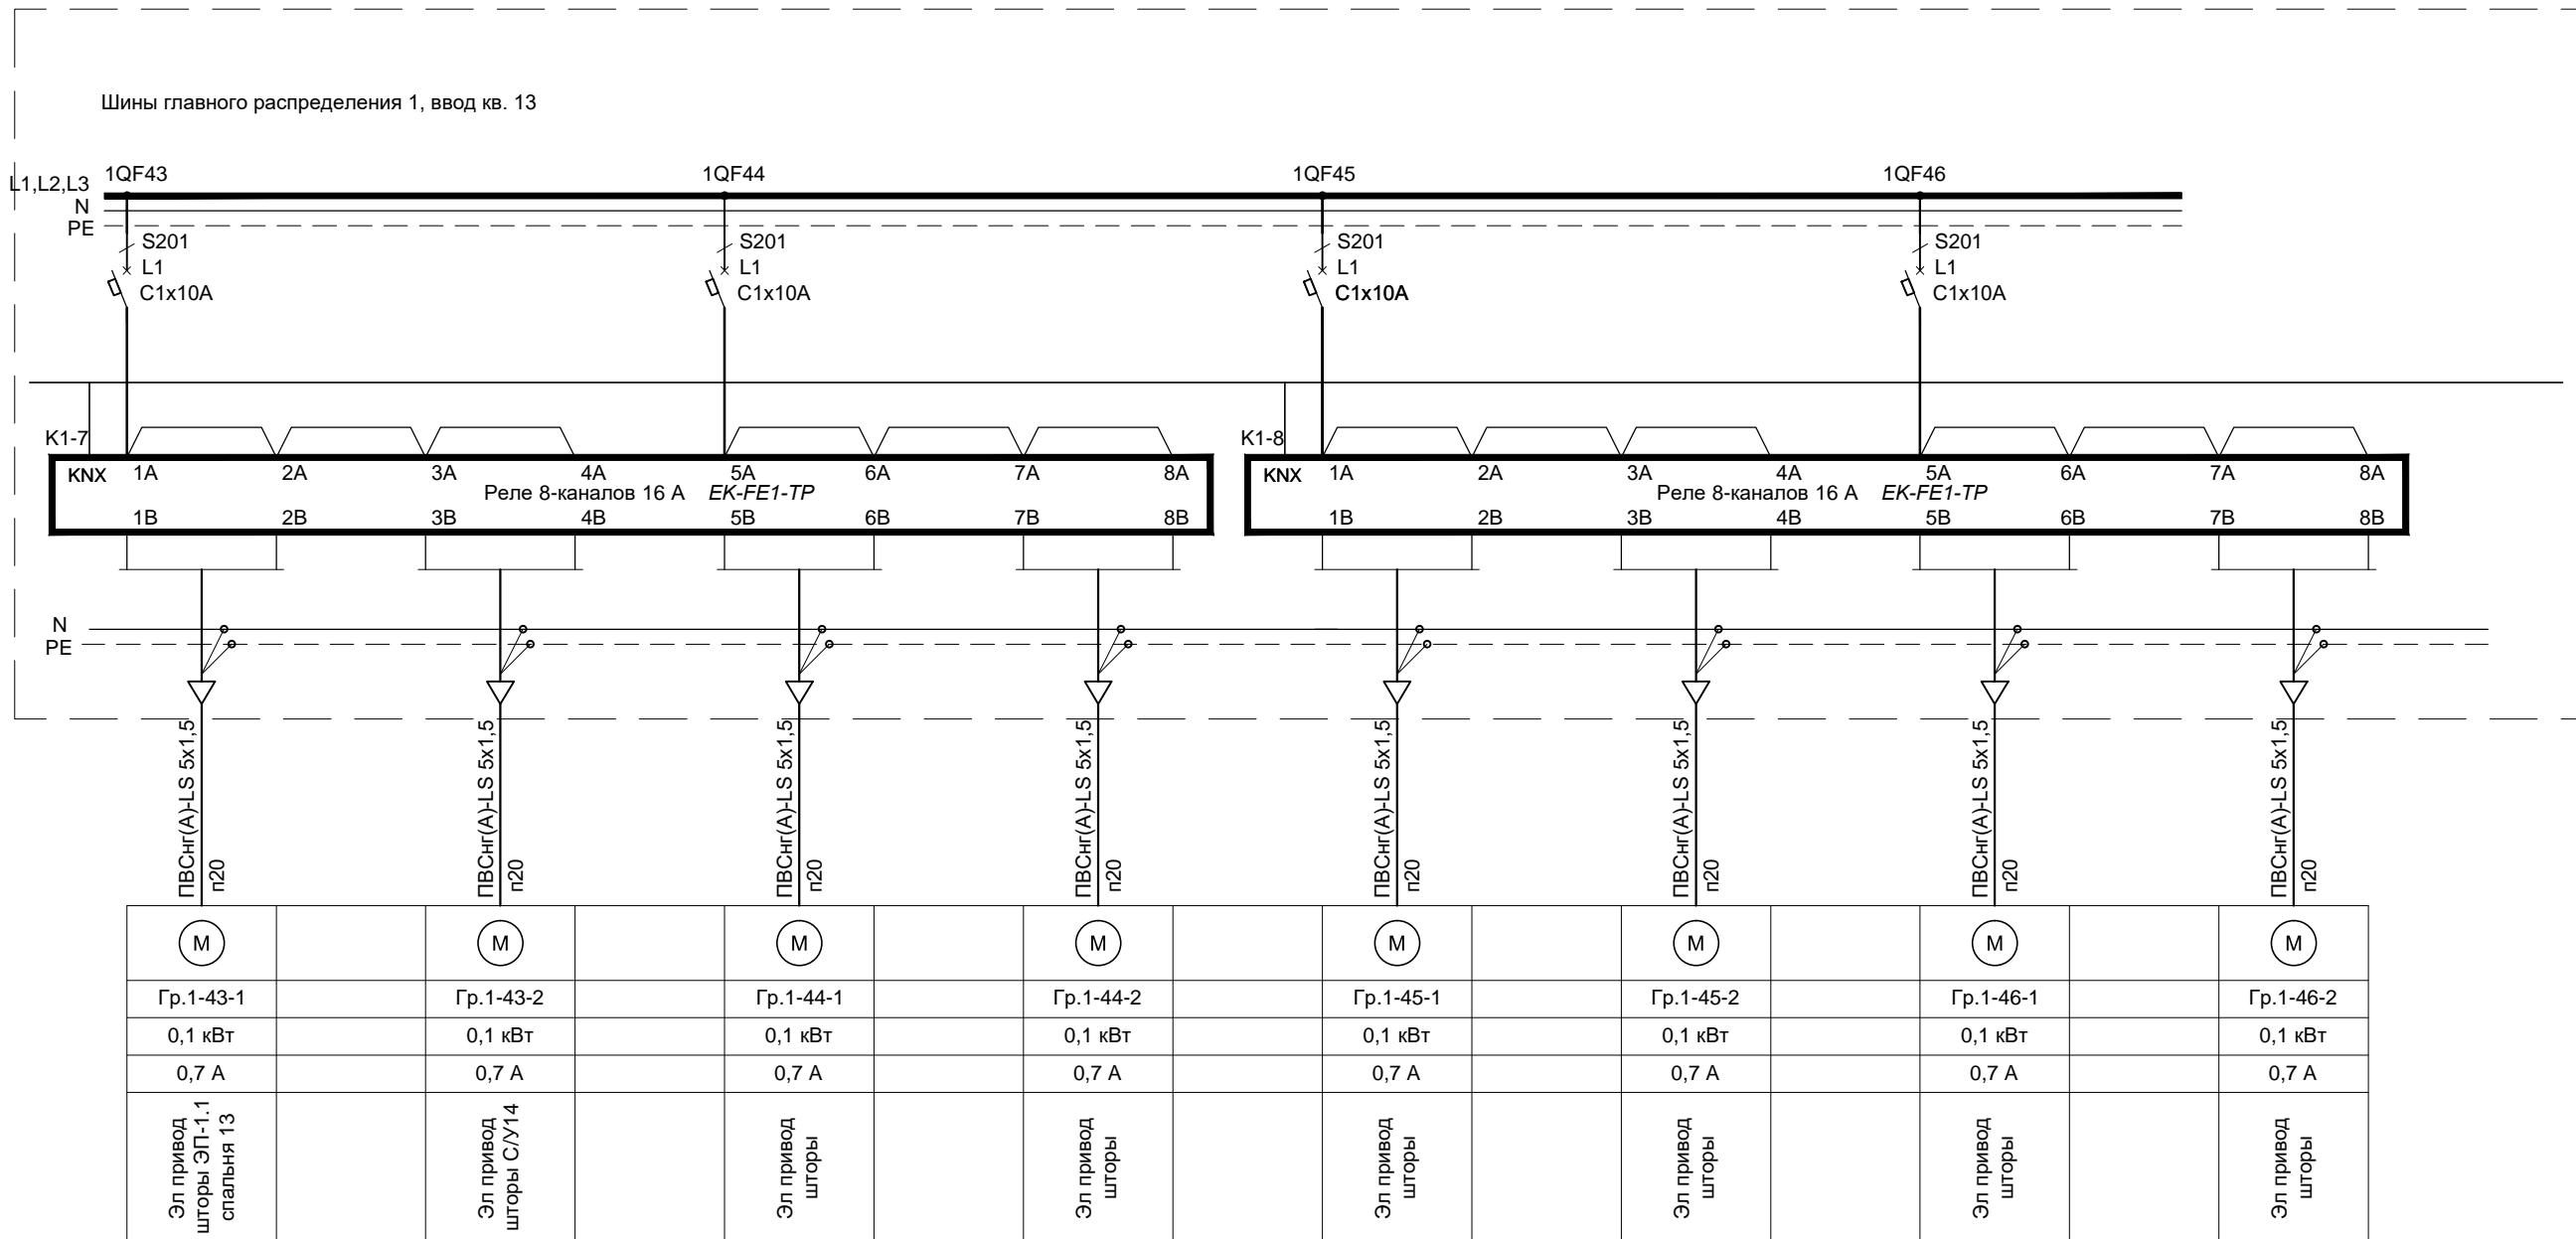 Шины главного распределения 1, ввод кв. 13
1QF43 1QF44 1QF45 1QF46
L1,L2,L3
N
PE
S201 S201 S201 S201
L1 L1 L1 L1
C1x10A C1x10A C1x10A C1x10A
K1-7 K1-8
KNX 1A 2A 3A 4A 5A 6A 7A 8A KNX 1A 2A 3A 4A 5A 6A 7A 8A
Реле 8-каналов 16 А EK-FE1-TP Реле 8-каналов 16 А EK-FE1-TP
1B 2B 3B 4B 5B 6B 7B 8B 1B 2B 3B 4B 5B 6B 7B 8B
N
PE
ПВСнг(А)-LS 5x1,5 ПВСнг(А)-LS 5x1,5 ПВСнг(А)-LS 5x1,5 ПВСнг(А)-LS 5x1,5 ПВСнг(А)-LS 5x1,5 ПВСнг(А)-LS 5x1,5 ПВСнг(А)-LS 5x1,5 ПВСнг(А)-LS 5x1,5
п20 п20 п20 п20 п20 п20 п20 п20
M M M M M M M M
Гр.1-43-1 Гр.1-43-2 Гр.1-44-1 Гр.1-44-2 Гр.1-45-1 Гр.1-45-2 Гр.1-46-1 Гр.1-46-2
0,1 кВт 0,1 кВт 0,1 кВт 0,1 кВт 0,1 кВт 0,1 кВт 0,1 кВт 0,1 кВт
0,7 А 0,7 А 0,7 А 0,7 А 0,7 А 0,7 А 0,7 А 0,7 А
Эл привод
шторы ЭП-1.1
спальня 13
Эл привод
шторы С/У14
Эл привод
шторы
Эл привод
шторы
Эл привод
шторы
Эл привод
шторы
Эл привод
шторы
Эл привод
шторы